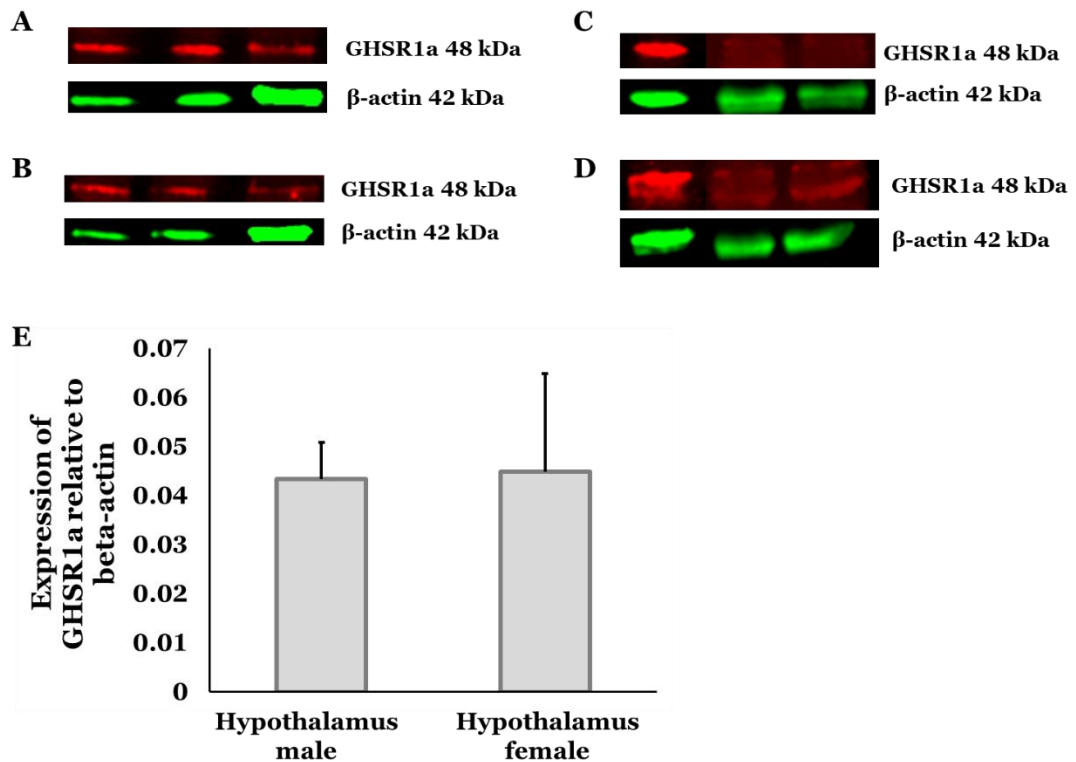 A
GHSR1a 48 kDa
β-actin 42 kDa
B
GHSR1a 48 kDa
β-actin 42 kDa
C
GHSR1a 48 kDa
β-actin 42 kDa
D
GHSR1a 48 kDa
β-actin 42 kDa
E
Expression of
GHSR1a relative to
beta-actin
0.07
0.06
0.05
0.04
0.03
0.02
0.01
0
Hypothalamus
male
Hypothalamus
female